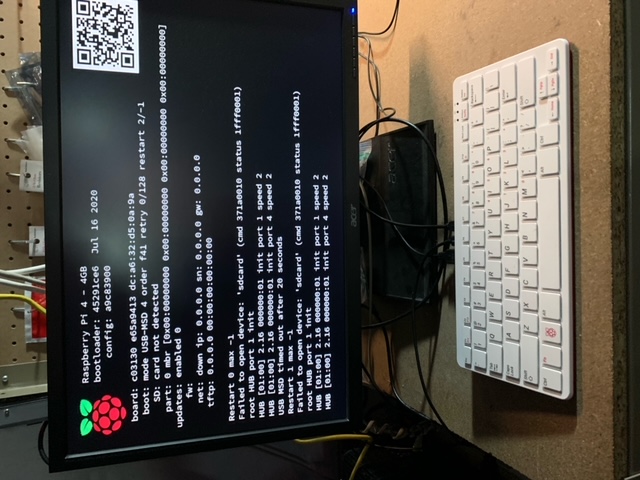 Raspberry Pi 4 - 4GB
bootloader: 45291ce6 Jul 16 2020
config: a9c83900
board: c03130 e65a9413 dc:a6:32:d5:0a:9a
boot: mode USB-MSD 4 order f41 retry 0/128 restart 2/-1
SD: card not detected
part: 0 mbr [0x00:00000000 0x00:00000000 0x00:00000000 0x00:00000000]
updates: enabled 0
fw:
net: down ip: 0.0.0.0 sn: 0.0.0.0 gw: 0.0.0.0
tftp: 0.0.0.0 00:00:00:00:00:00
Restart 0 max -1
Failed to open device: 'sdcard' (cmd 371a0010 status 1fff0001)
root HUB port 1 init
HUB [01:00] 2.16 000000:01 init port 1 speed 2
HUB [01:00] 2.16 000000:01 init port 4 speed 2
USB MSD timed out after 20 seconds
Restart 1 max -1
Failed to open device: 'sdcard' (cmd 371a0010 status 1fff0001)
root HUB port 1 init
HUB [01:00] 2.16 000000:01 init port 1 speed 2
HUB [01:00] 2.16 000000:01 init port 4 speed 2
acer
acer
Q W E R T Y U I O P
A S D F G H J K L
Z X C V B N M
Ctrl Fn Alt Alt Ctrl